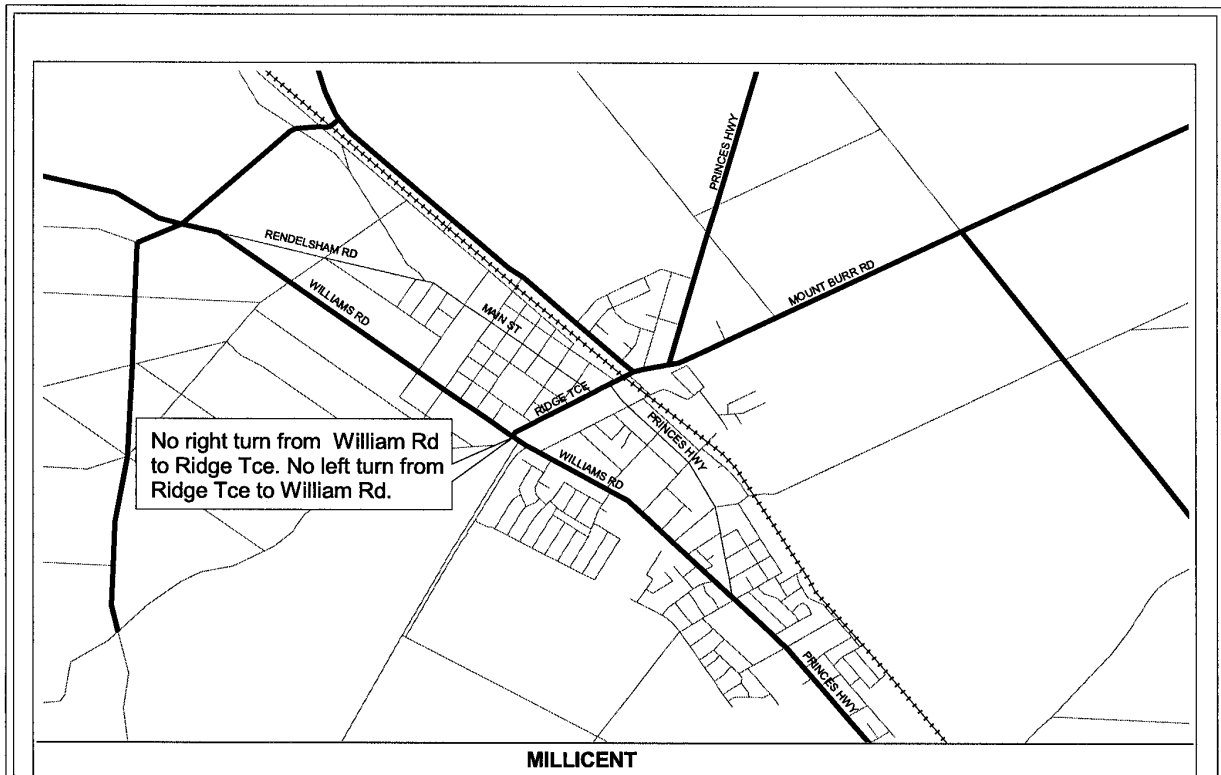 PRINCES HWY
RENDELSHAM RD
MOUNT BURR RD
WILLIAMS RD
MAIN ST
RIDGE TCE
PRINCES HWY
No right turn from William Rd
to Ridge Tce. No left turn from
Ridge Tce to William Rd.
WILLIAMS RD
PRINCES HWY
MILLICENT